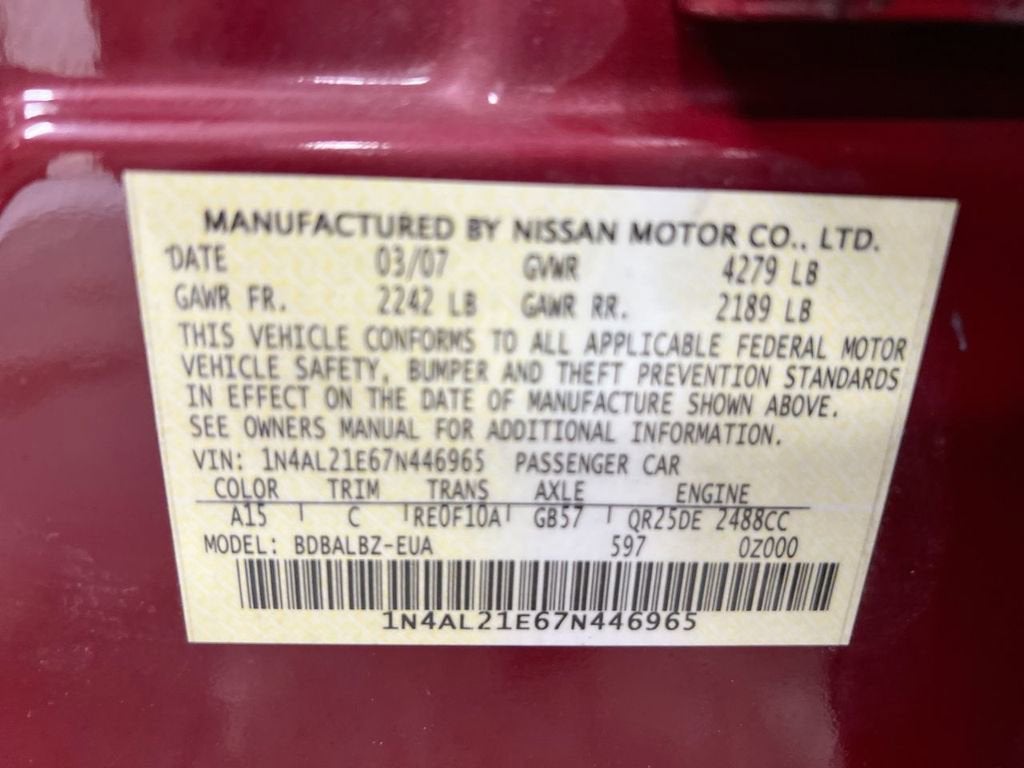 MANUFACTURED BY NISSAN MOTOR CO., LTD.
DATE 03/07 GVWR 4279 LB
GAWR FR. 2242 LB GAWR RR. 2189 LB
THIS VEHICLE CONFORMS TO ALL APPLICABLE FEDERAL MOTOR
VEHICLE SAFETY, BUMPER AND THEFT PREVENTION STANDARDS
IN EFFECT ON THE DATE OF MANUFACTURE SHOWN ABOVE.
SEE OWNERS MANUAL FOR ADDITIONAL INFORMATION.
VIN: 1N4AL21E67N446965 PASSENGER CAR
COLOR TRIM TRANS AXLE ENGINE
A15 C RE0F10A GB57 QR25DE 2488CC
MODEL: BDBALBZ-EUA 597 0Z000
1N4AL21E67N446965